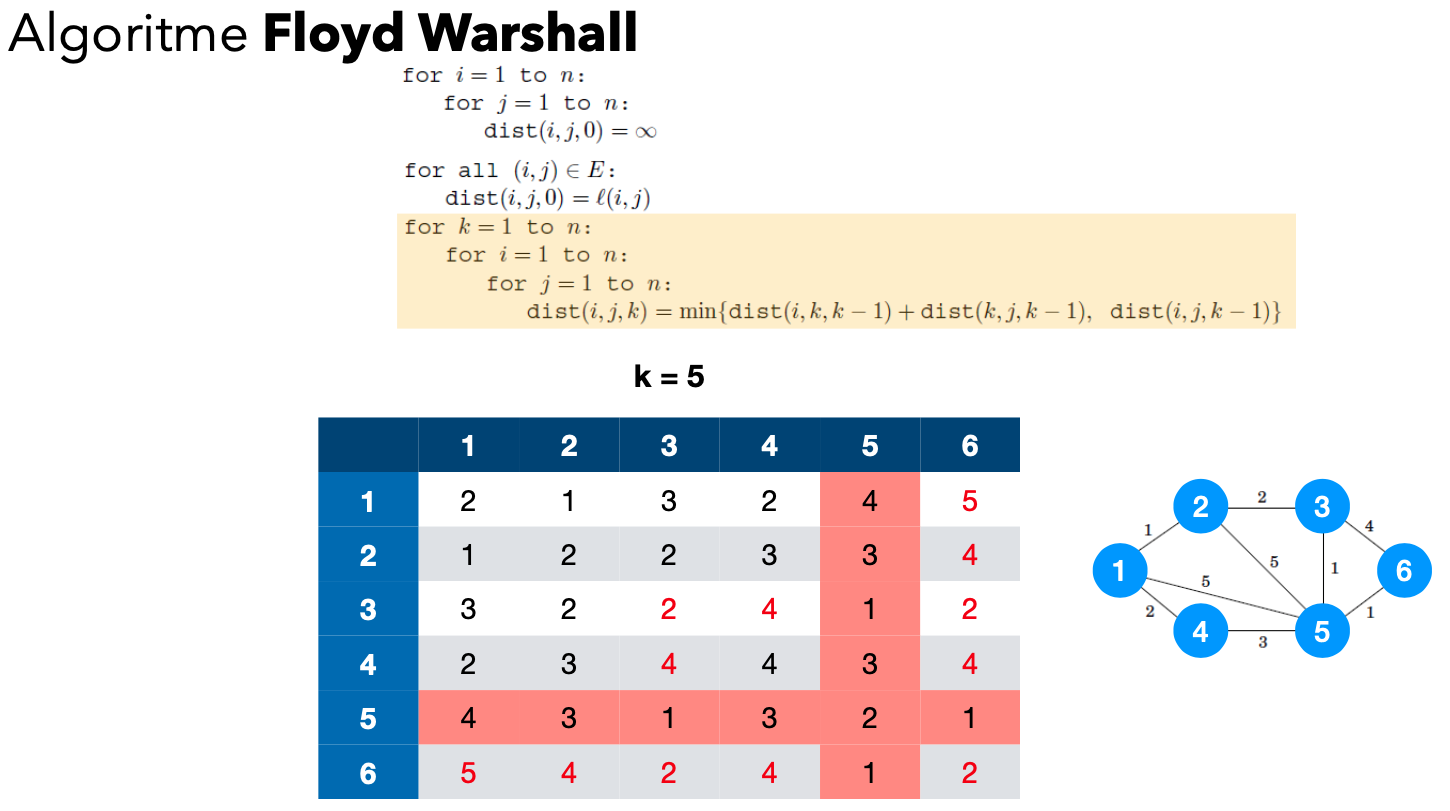 Algoritme Floyd Warshall
for i = 1 to n:
for j = 1 to n:
dist(i, j, 0) = ∞
for all (i, j) ∈ E:
dist(i, j, 0) = ℓ(i, j)
for k = 1 to n:
for i = 1 to n:
for j = 1 to n:
dist(i, j, k) = min{dist(i, k, k − 1) + dist(k, j, k − 1), dist(i, j, k − 1)}
k = 5
1 2 3 4 5 6
1 2 1 3 2 4 5
2 1 2 2 3 3 4
3 3 2 2 4 1 2
4 2 3 4 4 3 4
5 4 3 1 3 2 1
6 5 4 2 4 1 2
2 2 3
1 4
5 1
1 5 6
2 1
4 3 5